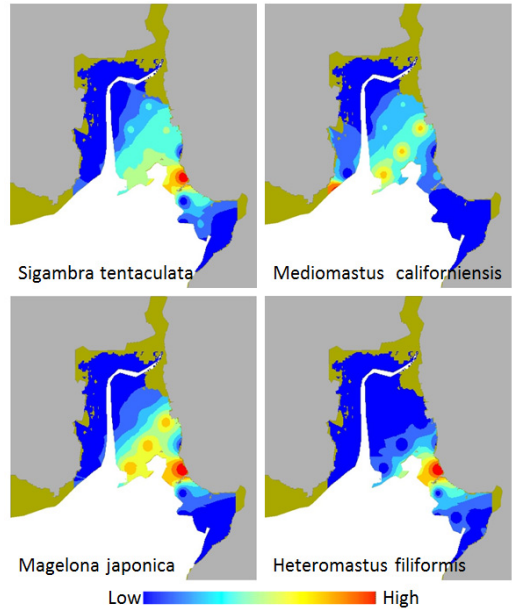 Sigambra tentaculata
Mediomastus californiensis
Magelona japonica
Heteromastus filiformis
Low High